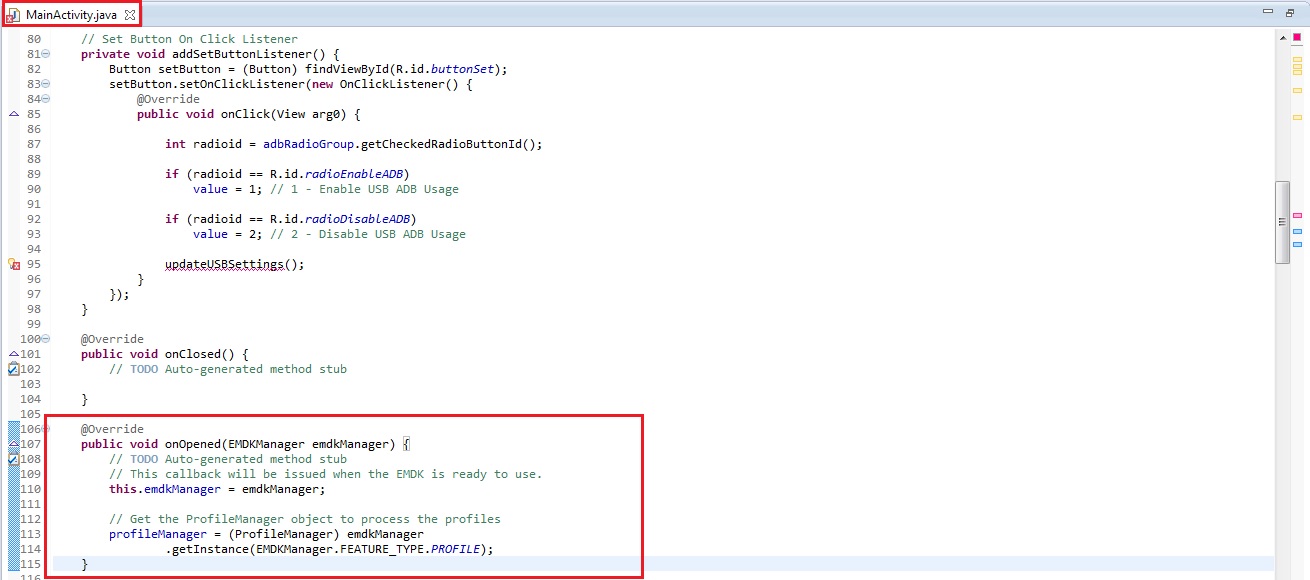 MainActivity.java
80 // Set Button On Click Listener
81 private void addSetButtonListener() {
82 Button setButton = (Button) findViewById(R.id.buttonSet);
83 setButton.setOnClickListener(new OnClickListener() {
84 @Override
85 public void onClick(View arg0) {
86
87 int radioid = adbRadioGroup.getCheckedRadioButtonId();
88
89 if (radioid == R.id.radioEnableADB)
90 value = 1; // 1 - Enable USB ADB Usage
91
92 if (radioid == R.id.radioDisableADB)
93 value = 2; // 2 - Disable USB ADB Usage
94
95 updateUSBSettings();
96 }
97 });
98 }
99
100 @Override
101 public void onClosed() {
102 // TODO Auto-generated method stub
103
104 }
105
106 @Override
107 public void onOpened(EMDKManager emdkManager) {
108 // TODO Auto-generated method stub
109 // This callback will be issued when the EMDK is ready to use.
110 this.emdkManager = emdkManager;
111
112 // Get the ProfileManager object to process the profiles
113 profileManager = (ProfileManager) emdkManager
114 .getInstance(EMDKManager.FEATURE_TYPE.PROFILE);
115 }
116